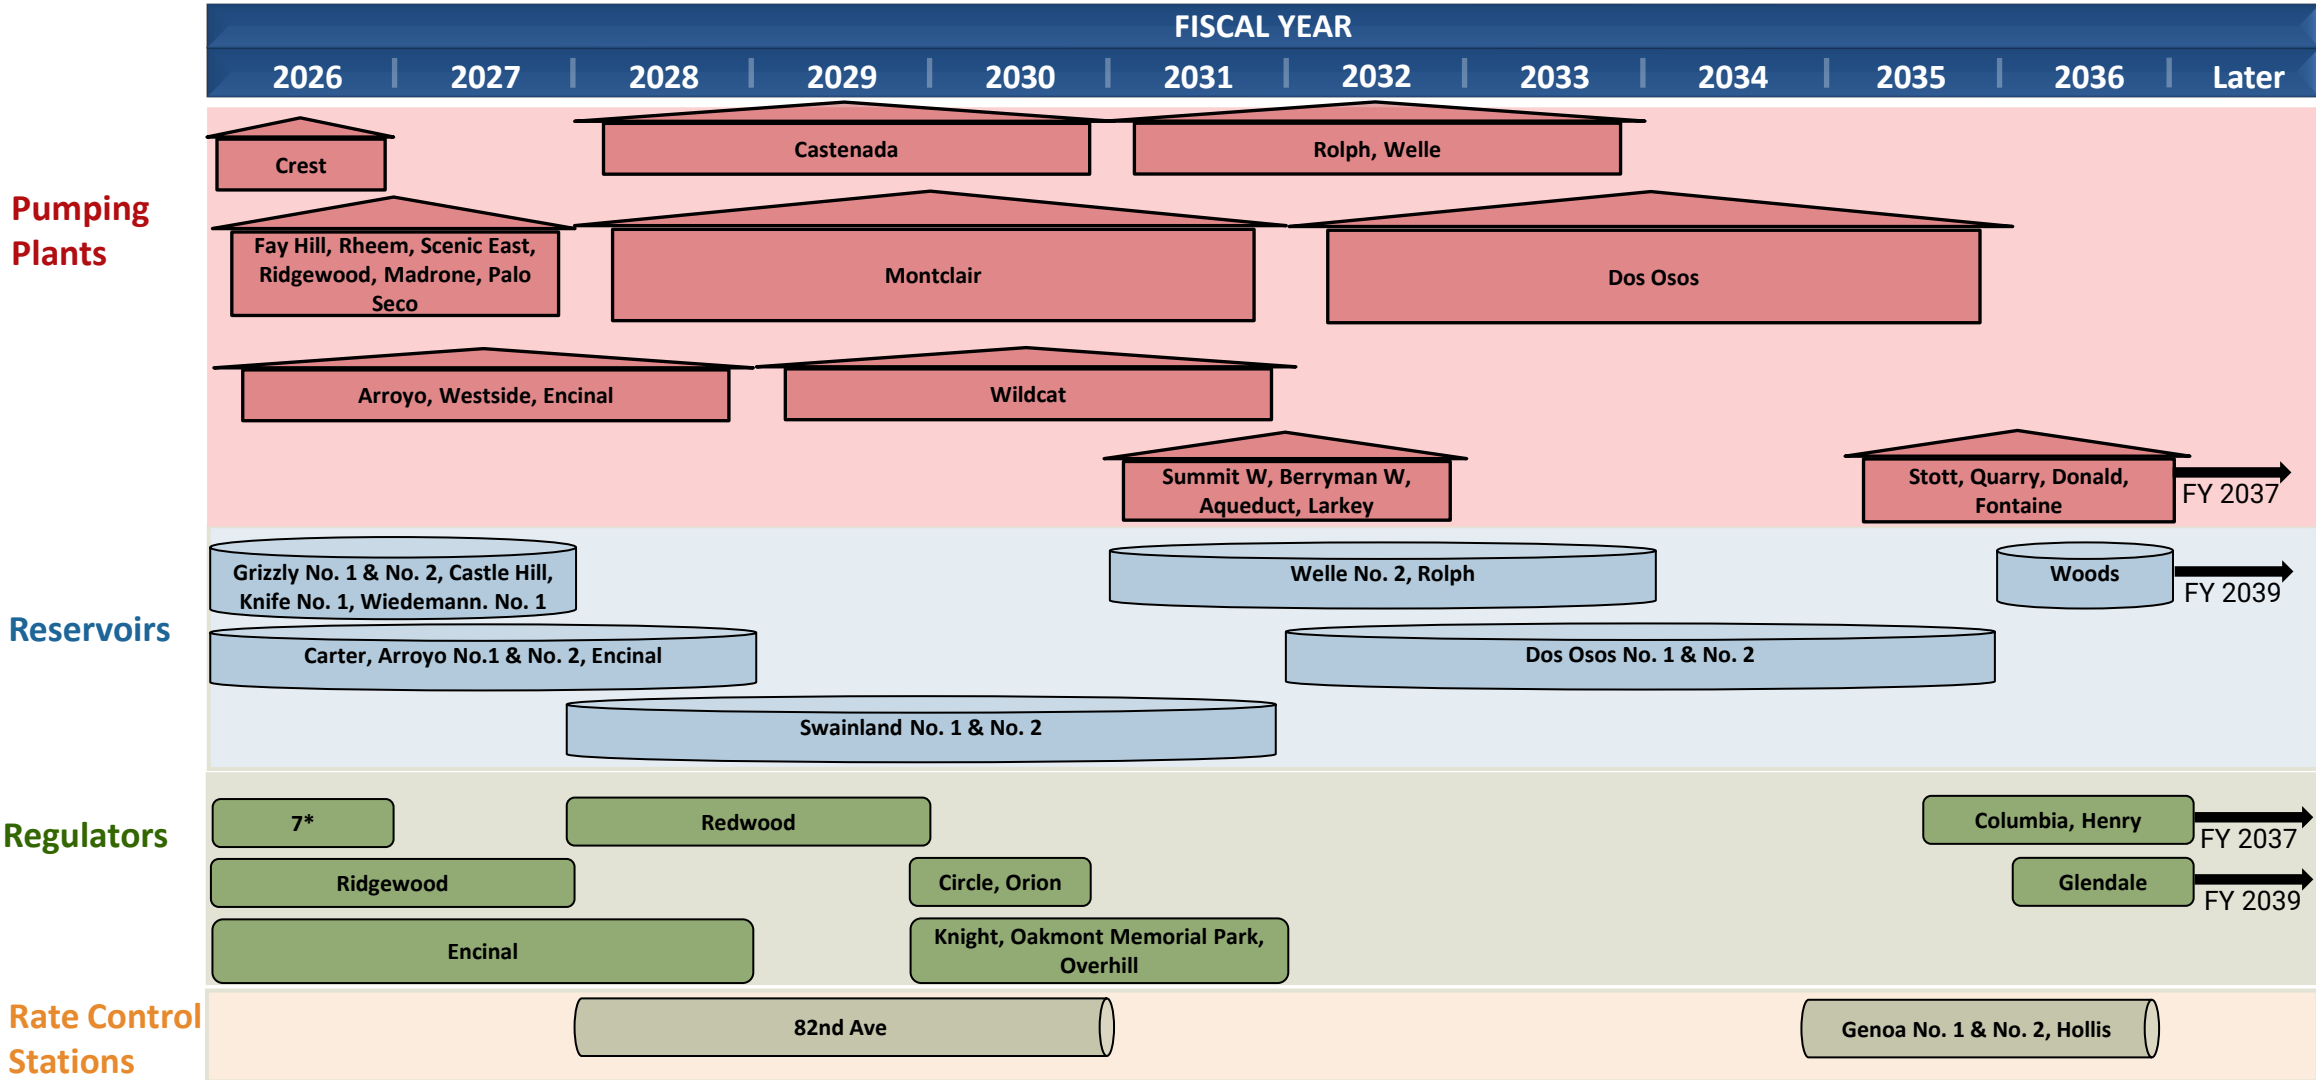 FISCAL YEAR
2026 2027 2028 2029 2030 2031 2032 2033 2034 2035 2036 Later
Pumping
Plants
Crest
Castenada
Rolph, Welle
Fay Hill, Rheem, Scenic East,
Ridgewood, Madrone, Palo
Seco
Montclair
Dos Osos
Arroyo, Westside, Encinal
Wildcat
Summit W, Berryman W,
Aqueduct, Larkey
Stott, Quarry, Donald,
Fontaine
FY 2037
Reservoirs
Grizzly No. 1 & No. 2, Castle Hill,
Knife No. 1, Wiedemann. No. 1
Welle No. 2, Rolph
Woods
FY 2039
Carter, Arroyo No.1 & No. 2, Encinal
Dos Osos No. 1 & No. 2
Swainland No. 1 & No. 2
Regulators
7*
Redwood
Columbia, Henry
FY 2037
Ridgewood
Circle, Orion
Glendale
FY 2039
Encinal
Knight, Oakmont Memorial Park,
Overhill
Rate Control
Stations
82nd Ave
Genoa No. 1 & No. 2, Hollis